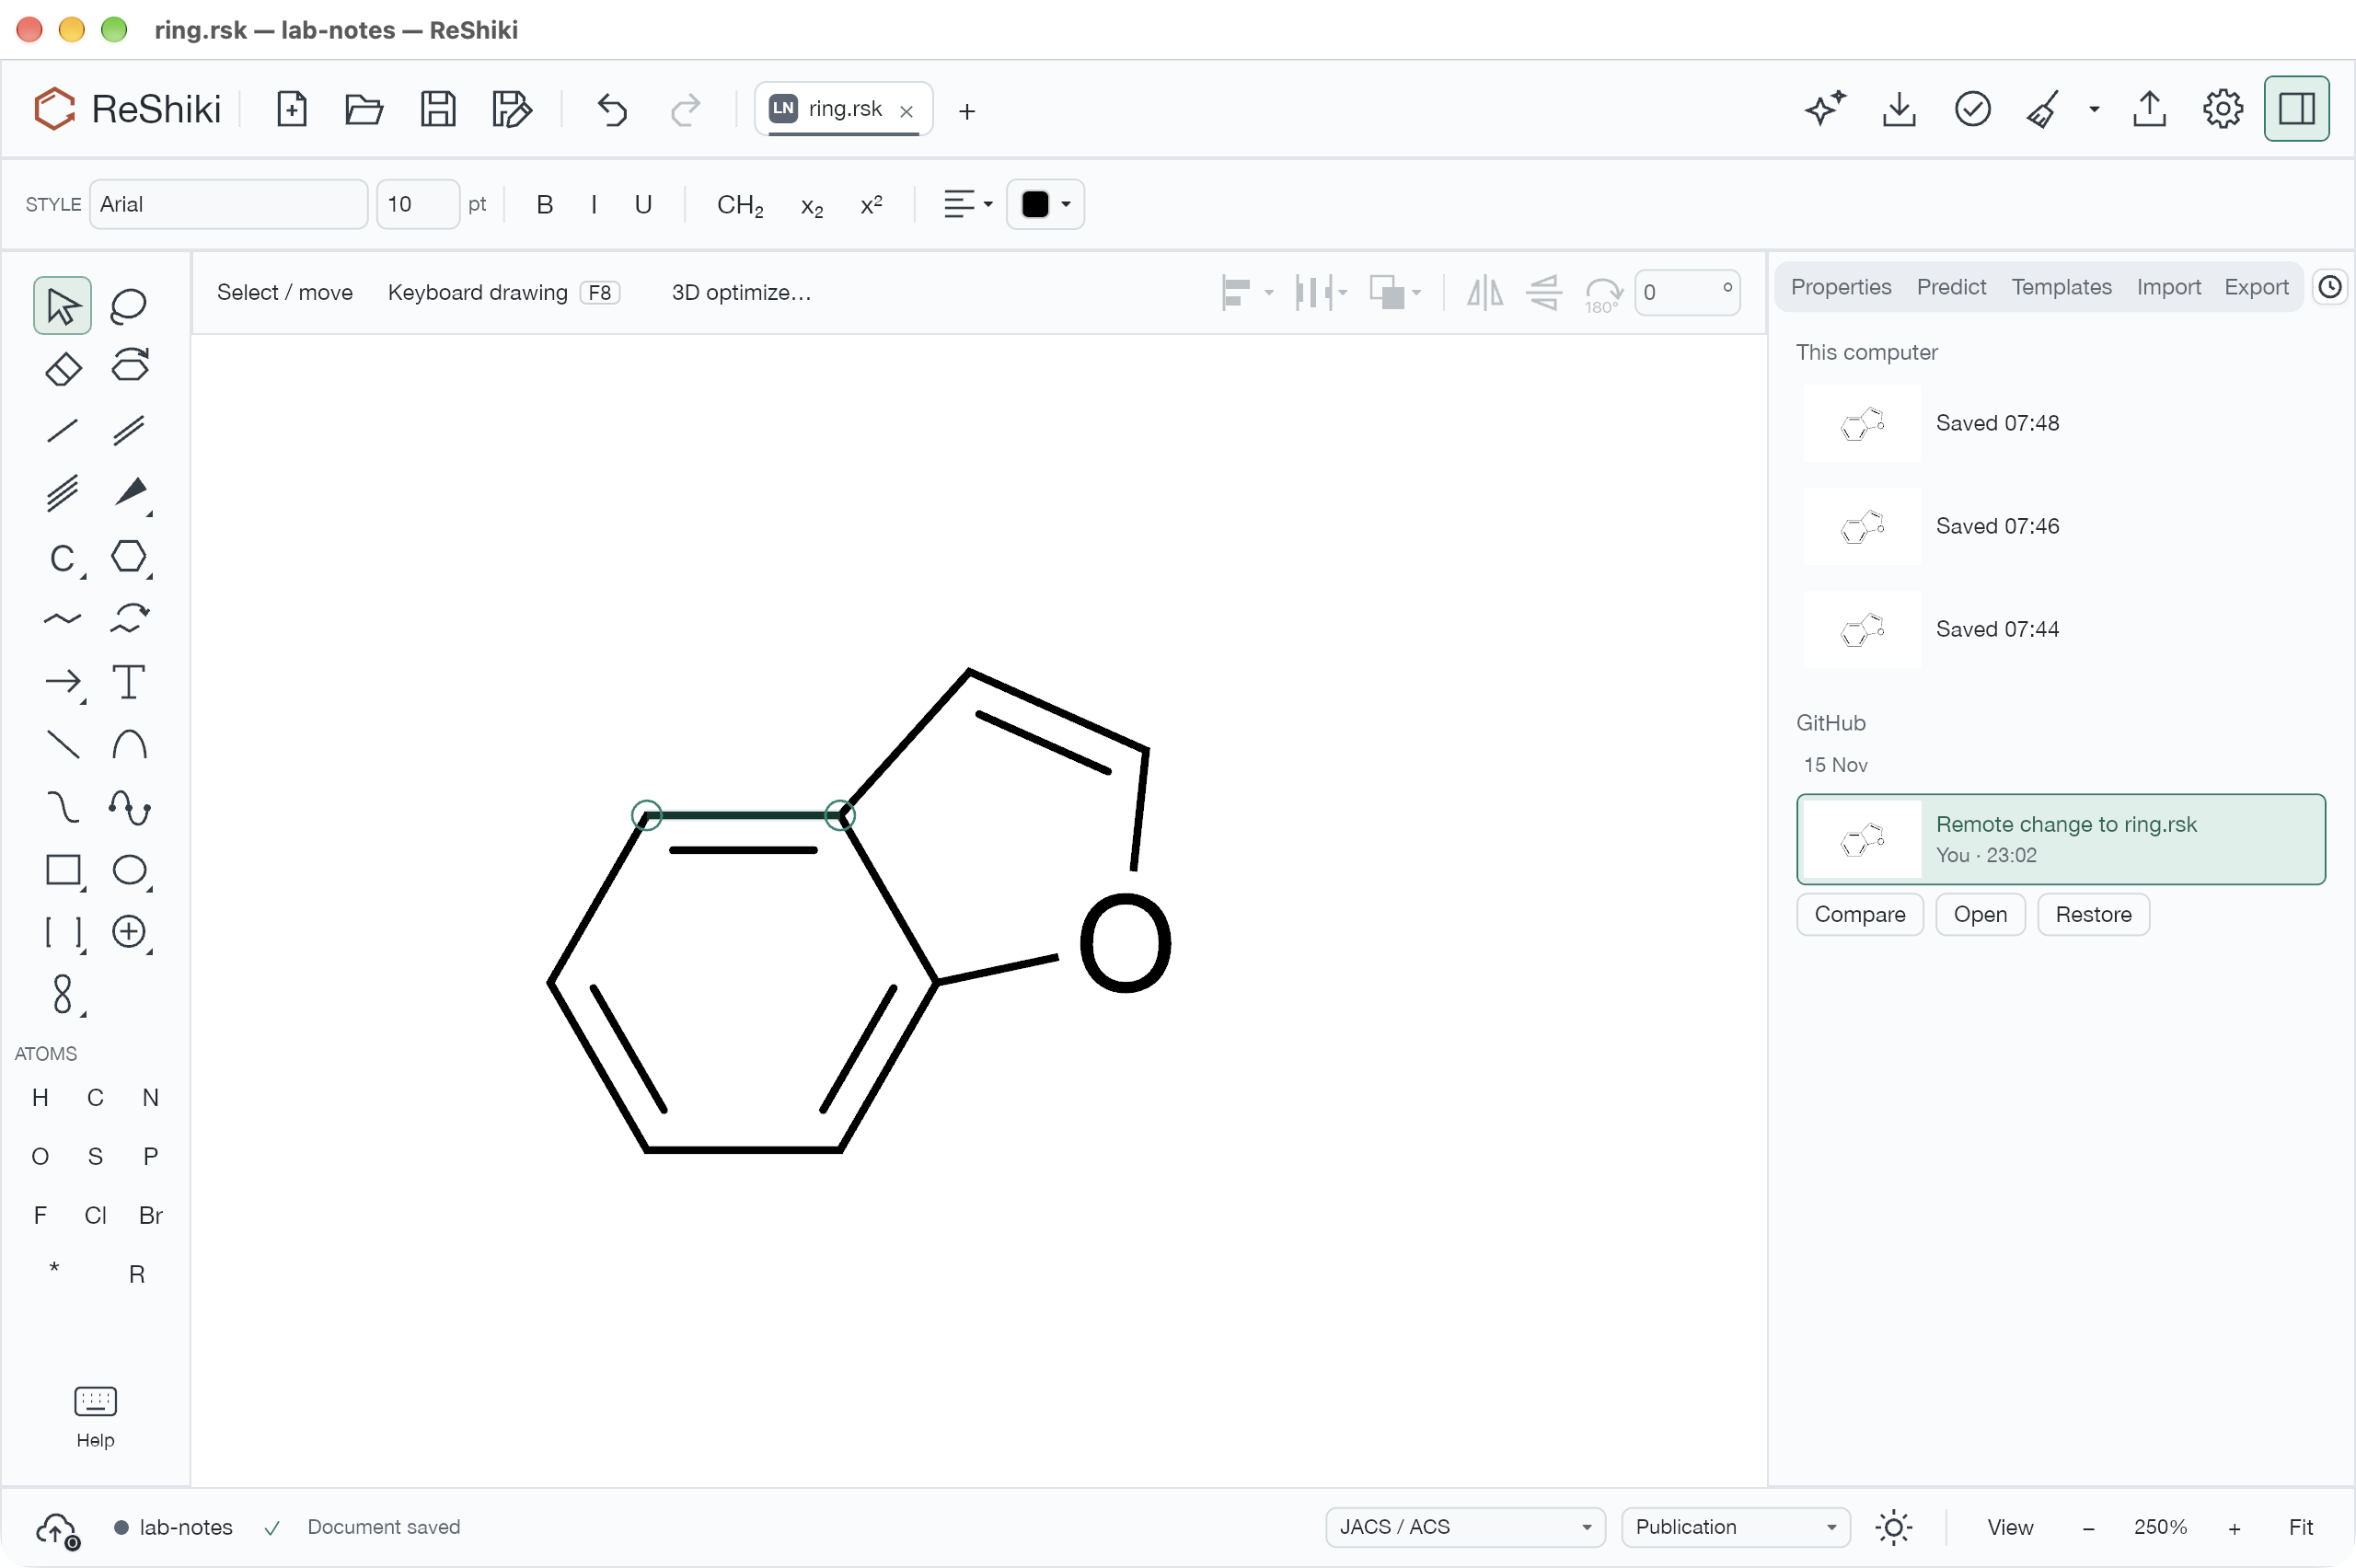 ring.rsk — lab-notes — ReShiki
ReShiki
LN ring.rsk
STYLE Arial 10 pt B I U CH₂ x₂ x²
Select / move Keyboard drawing F8 3D optimize... 180° 0 °
Properties Predict Templates Import Export
This computer
Saved 07:48
Saved 07:46
Saved 07:44
GitHub
15 Nov
Remote change to ring.rsk
You · 23:02
Compare Open Restore
C
T
O
ATOMS
H C N
O S P
F Cl Br
* R
Help
0 lab-notes Document saved JACS / ACS Publication View − 250% + Fit